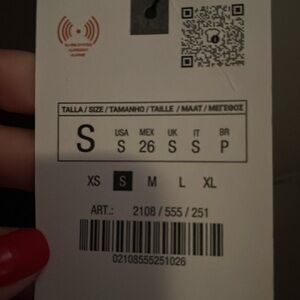 TALLA / SIZE / TAMANHO / TAILLE / MAAT / ΜΕΓΕΘΟΣ
S
USA MEX UK IT BR
S 26 S S P
XS S M L XL
ART.: 2108 / 555 / 251
02108555251026